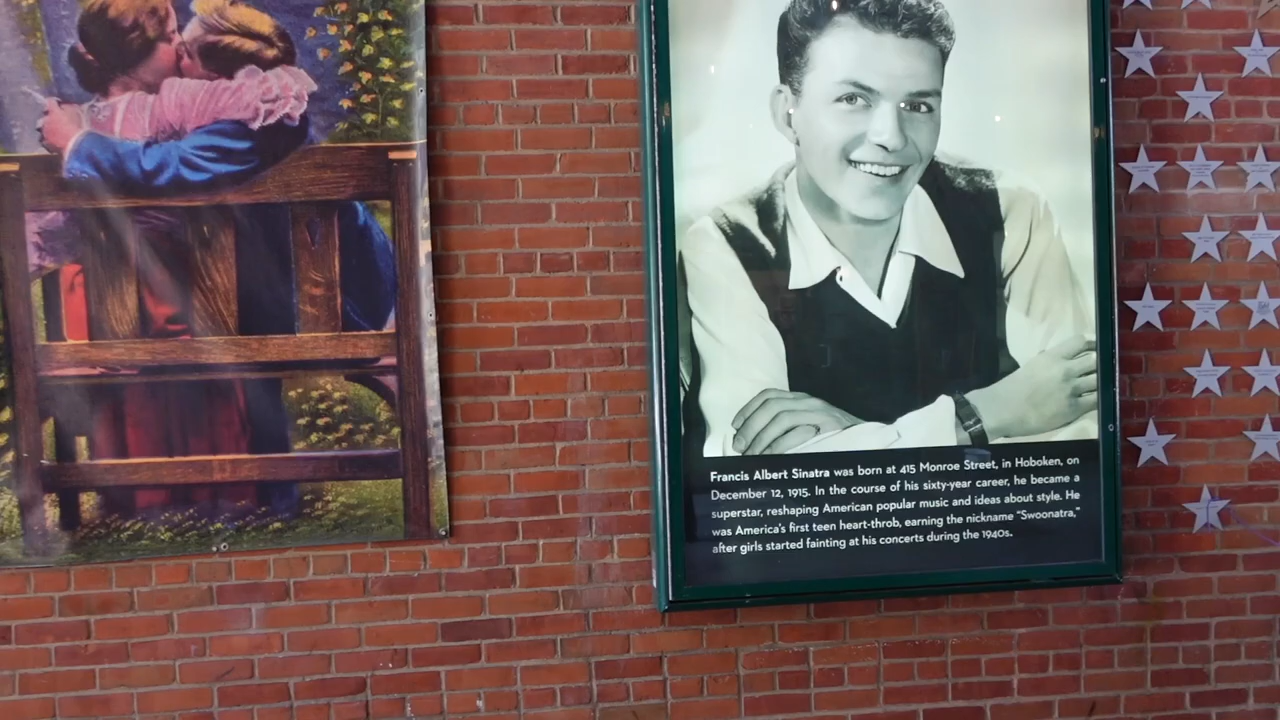 Francis Albert Sinatra was born at 415 Monroe Street, in Hoboken, on
December 12, 1915. In the course of his sixty-year career, he became a
superstar, reshaping American popular music and ideas about style. He
was America's first teen heart-throb, earning the nickname “Swoonatra,”
after girls started fainting at his concerts during the 1940s.